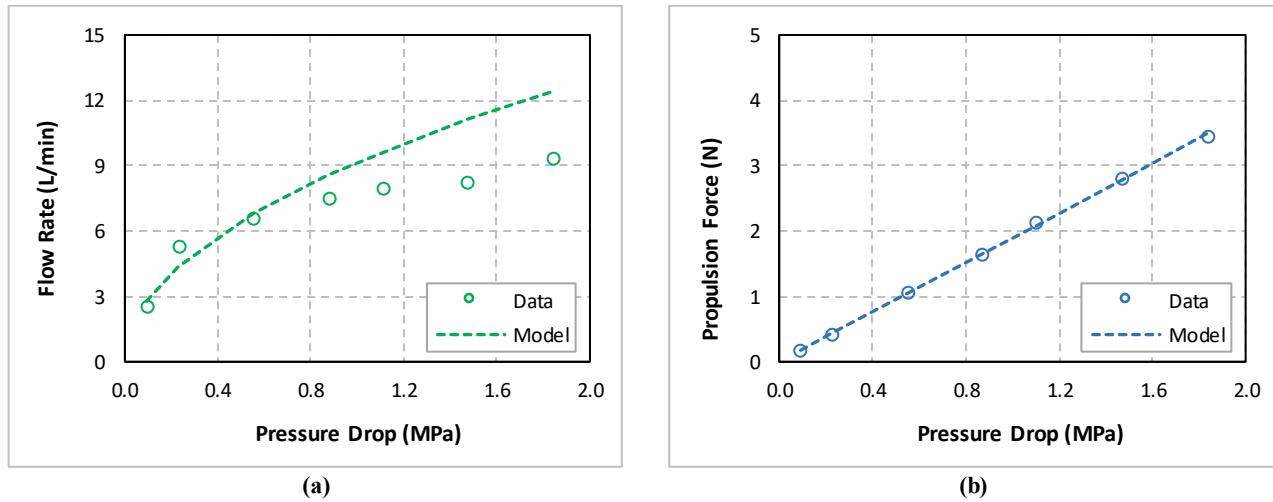 15
12
9
6
3
0
Flow Rate (L/min)
Data
Model
0.0 0.4 0.8 1.2 1.6 2.0
Pressure Drop (MPa)
(a)
5
4
3
2
1
0
Propulsion Force (N)
Data
Model
0.0 0.4 0.8 1.2 1.6 2.0
Pressure Drop (MPa)
(b)